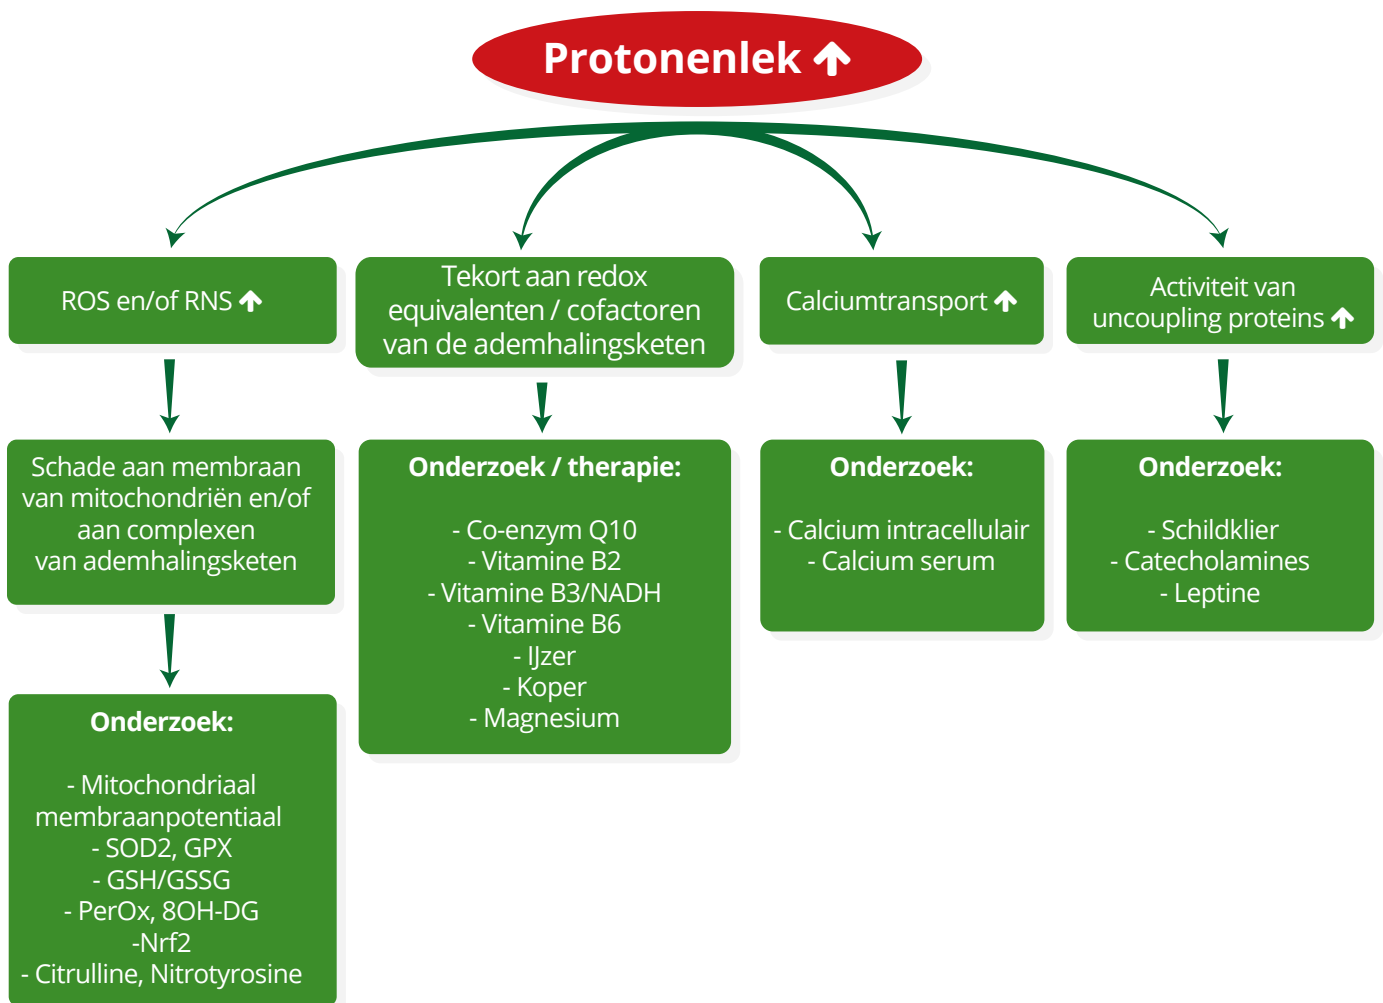 Protonenlek ↑
ROS en/of RNS ↑
Tekort aan redox
equivalenten / cofactoren
van de ademhalingsketen
Calciumtransport ↑
Activiteit van
uncoupling proteins ↑
Schade aan membraan
van mitochondriën en/of
aan complexen
van ademhalingsketen
Onderzoek / therapie:
- Co-enzym Q10
- Vitamine B2
- Vitamine B3/NADH
- Vitamine B6
- IJzer
- Koper
- Magnesium
Onderzoek:
- Calcium intracellulair
- Calcium serum
Onderzoek:
- Schildklier
- Catecholamines
- Leptine
Onderzoek:
- Mitochondriaal
membraanpotentiaal
- SOD2, GPX
- GSH/GSSG
- PerOx, 8OH-DG
-Nrf2
- Citrulline, Nitrotyrosine